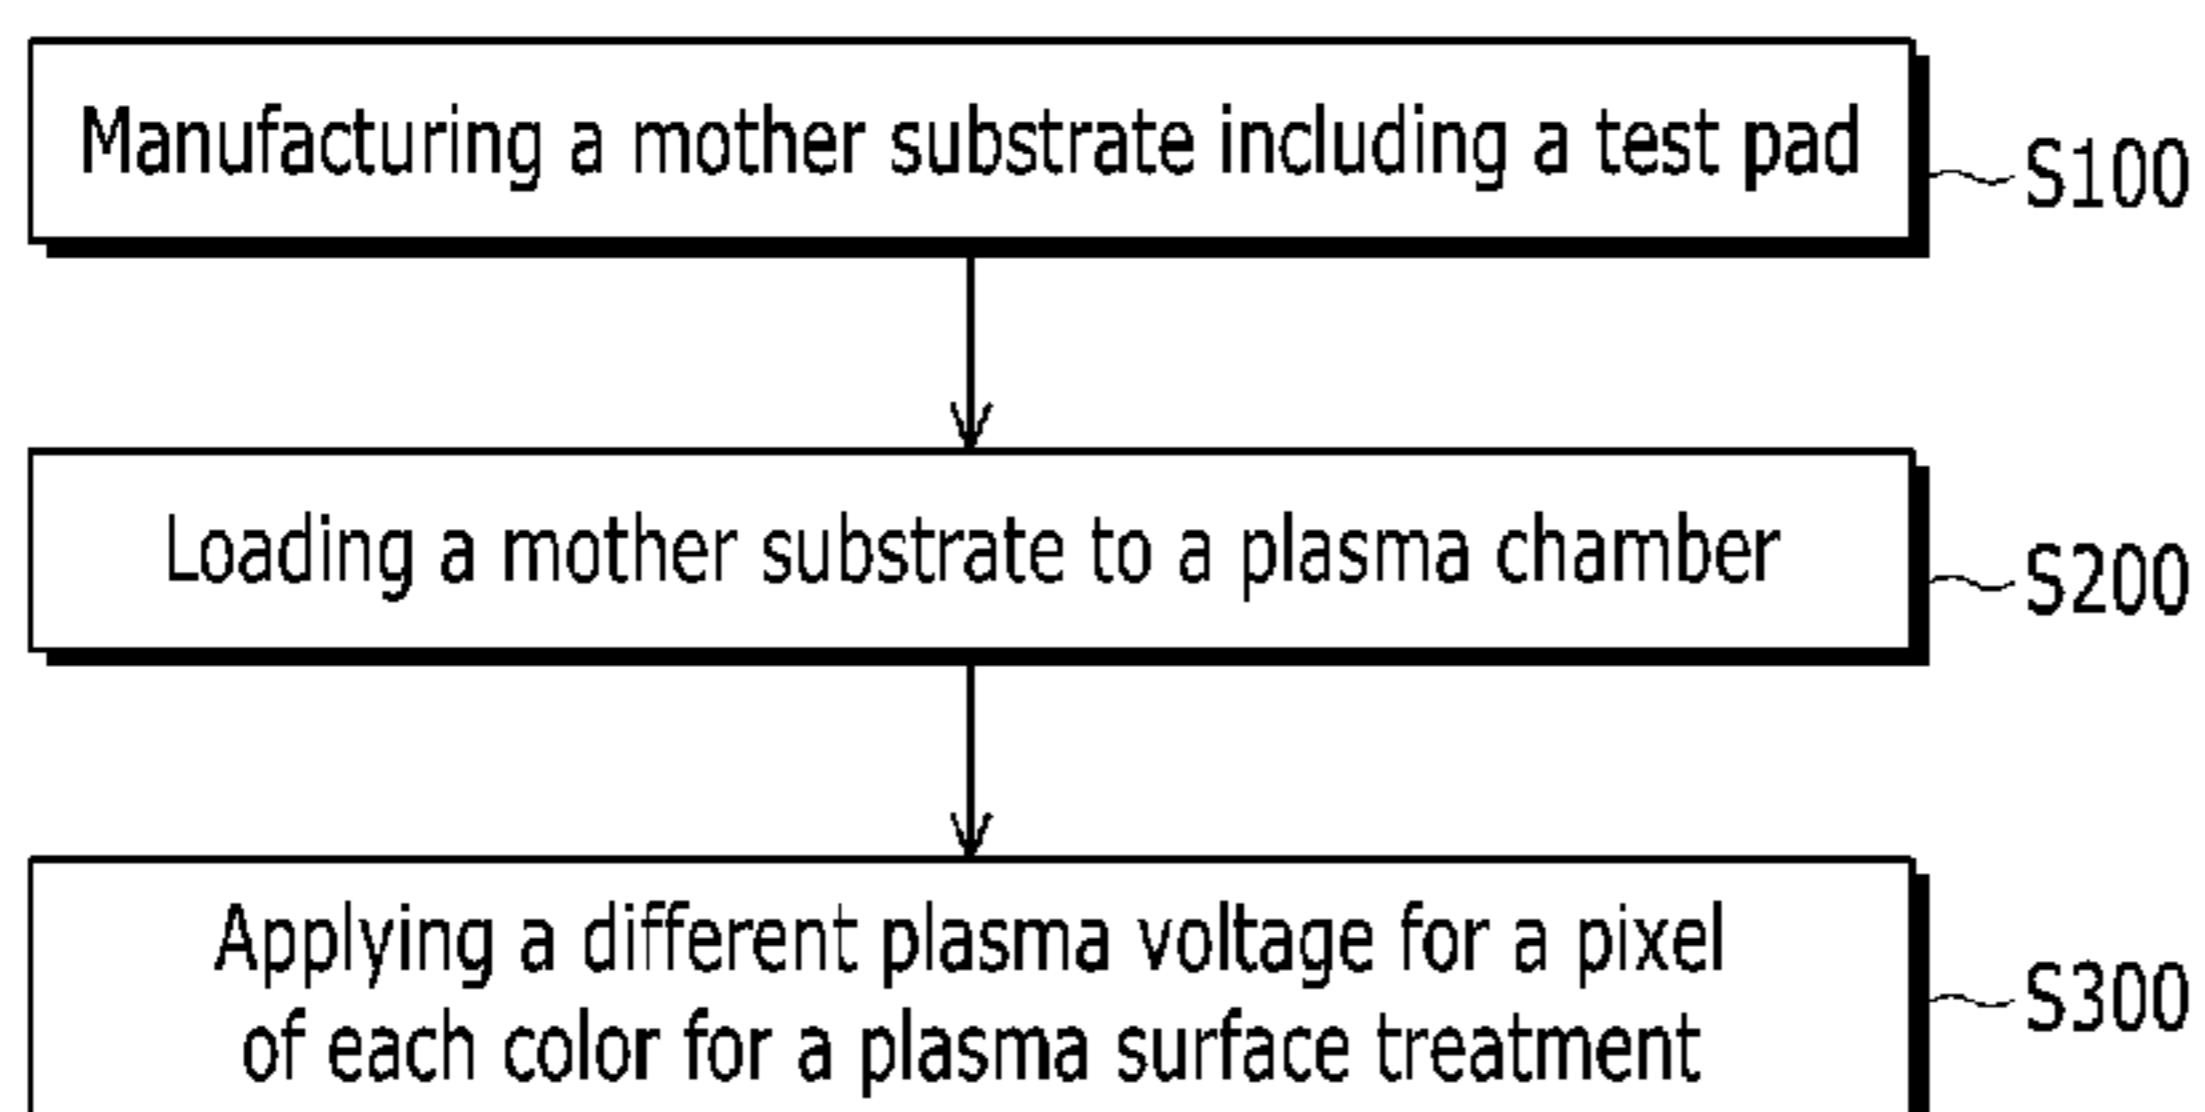 Manufacturing a mother substrate including a test pad
S100
Loading a mother substrate to a plasma chamber
S200
Applying a different plasma voltage for a pixel
of each color for a plasma surface treatment
S300